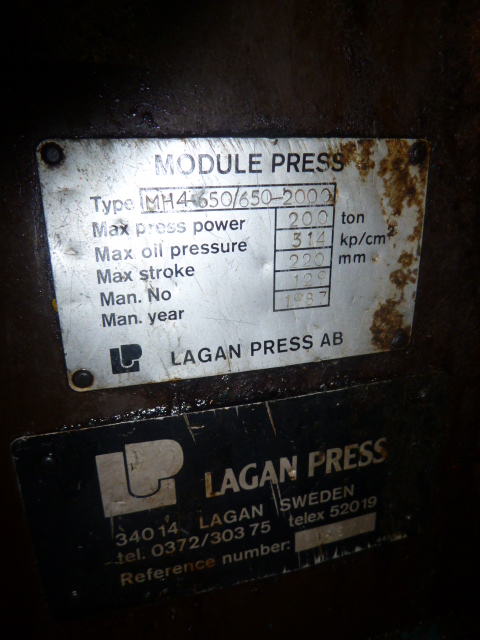 MODULE PRESS
Type MH4-650/650-2000
Max press power 200 ton
Max oil pressure 314 kp/cm²
Max stroke 220 mm
Man. No
Man. year 1987
LAGAN PRESS AB
LAGAN PRESS
340 14 LAGAN SWEDEN
tel. 0372/303 75 telex 52019
Reference number: